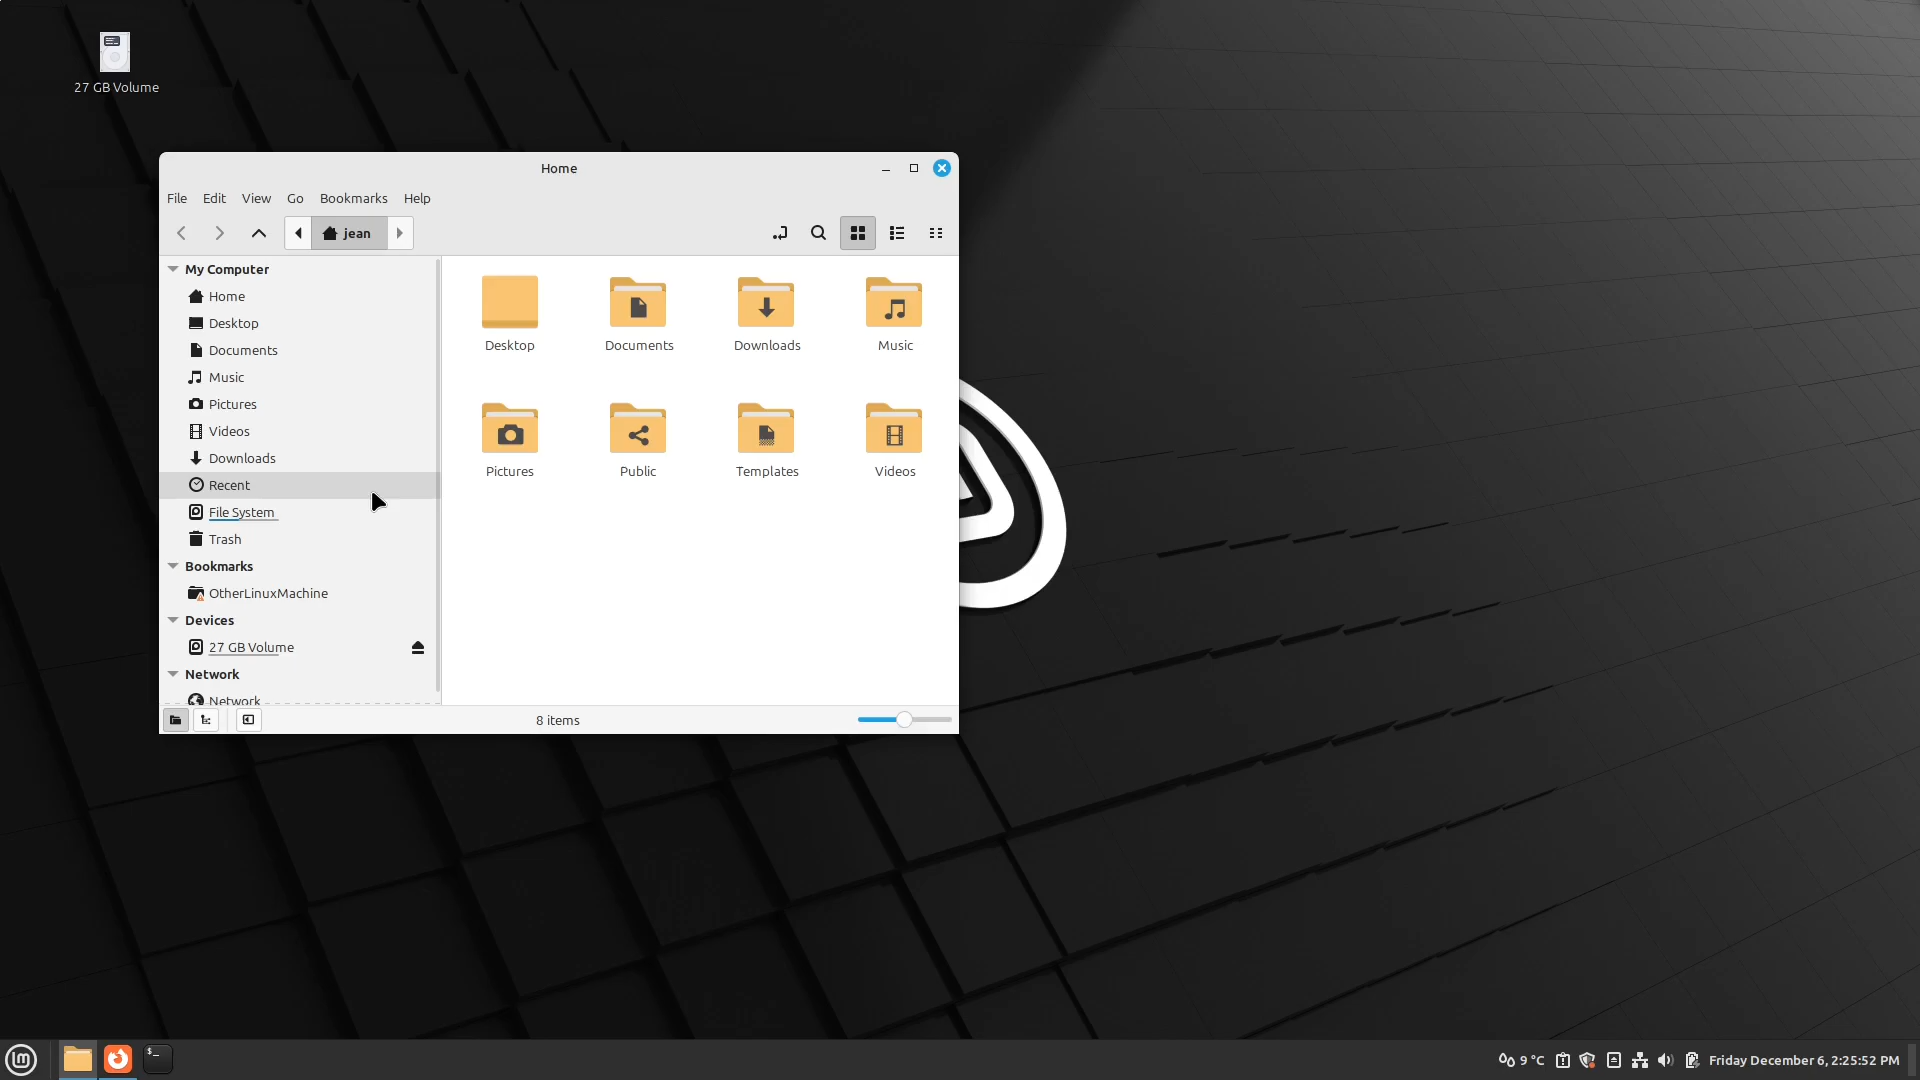 27 GB Volume
Home
File Edit View Go Bookmarks Help
jean
My Computer
Home
Desktop
Documents
Music
Pictures
Videos
Downloads
Recent
File System
Trash
Bookmarks
OtherLinuxMachine
Devices
27 GB Volume
Network
Network
Desktop Documents Downloads Music
Pictures Public Templates Videos
8 items
lm $_ 9 °C Friday December 6, 2:25:52 PM